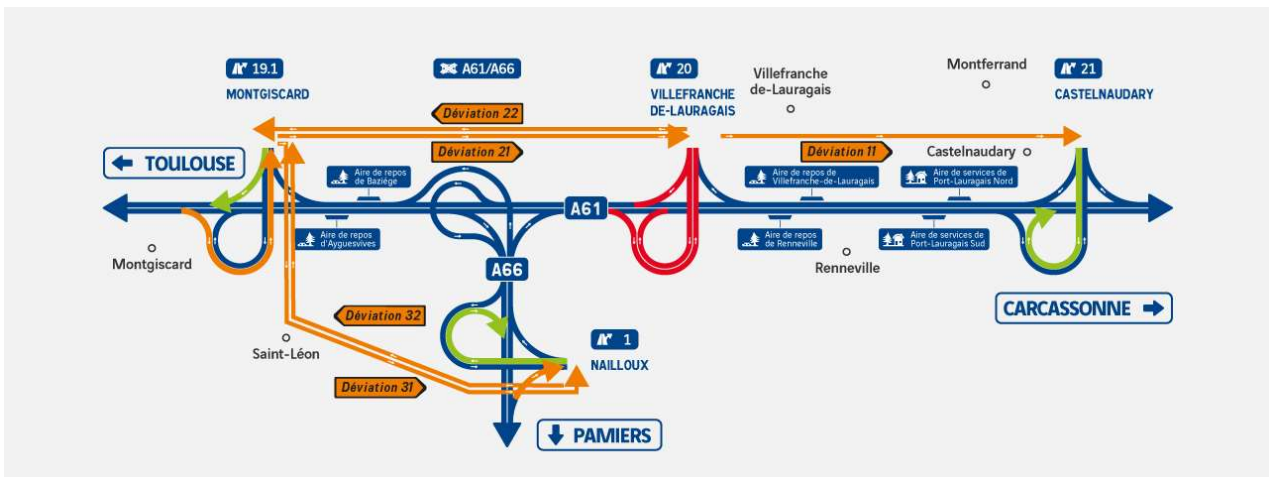 19.1
MONTGISCARD
A61/A66
20
VILLEFRANCHE
DE-LAURAGAIS
Villefranche
de-Lauragais
Montferrand
21
CASTELNAUDARY
Déviation 22
TOULOUSE
Déviation 21
Déviation 11
Castelnaudary
Aire de repos
de Baziège
Aire de repos de
Villefranche-de-Lauragais
Aire de services de
Port-Lauragais Nord
A61
Aire de repos
d'Ayguesvives
Aire de repos
de Renneville
Aire de services de
Port-Lauragais Sud
Montgiscard
Renneville
A66
CARCASSONNE
Déviation 32
1
NAILLOUX
Saint-Léon
Déviation 31
PAMIERS